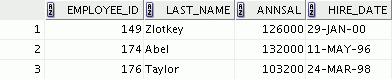 EMPLOYEE_ID LAST_NAME ANNSAL HIRE_DATE
1 149 Zlotkey 126000 29-JAN-00
2 174 Abel 132000 11-MAY-96
3 176 Taylor 103200 24-MAR-98